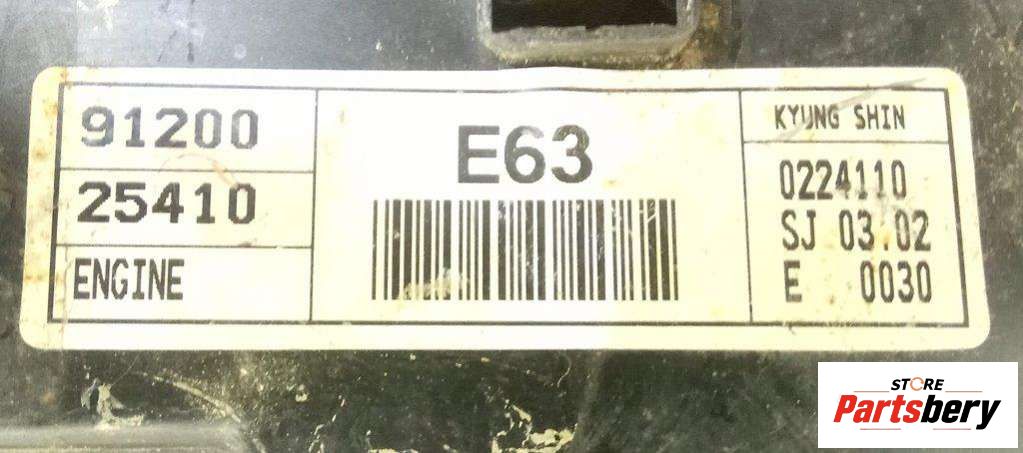 91200
25410
ENGINE
E63
KYUNG SHIN
0224110
SJ 03.02
E 0030
STORE
Partsbery